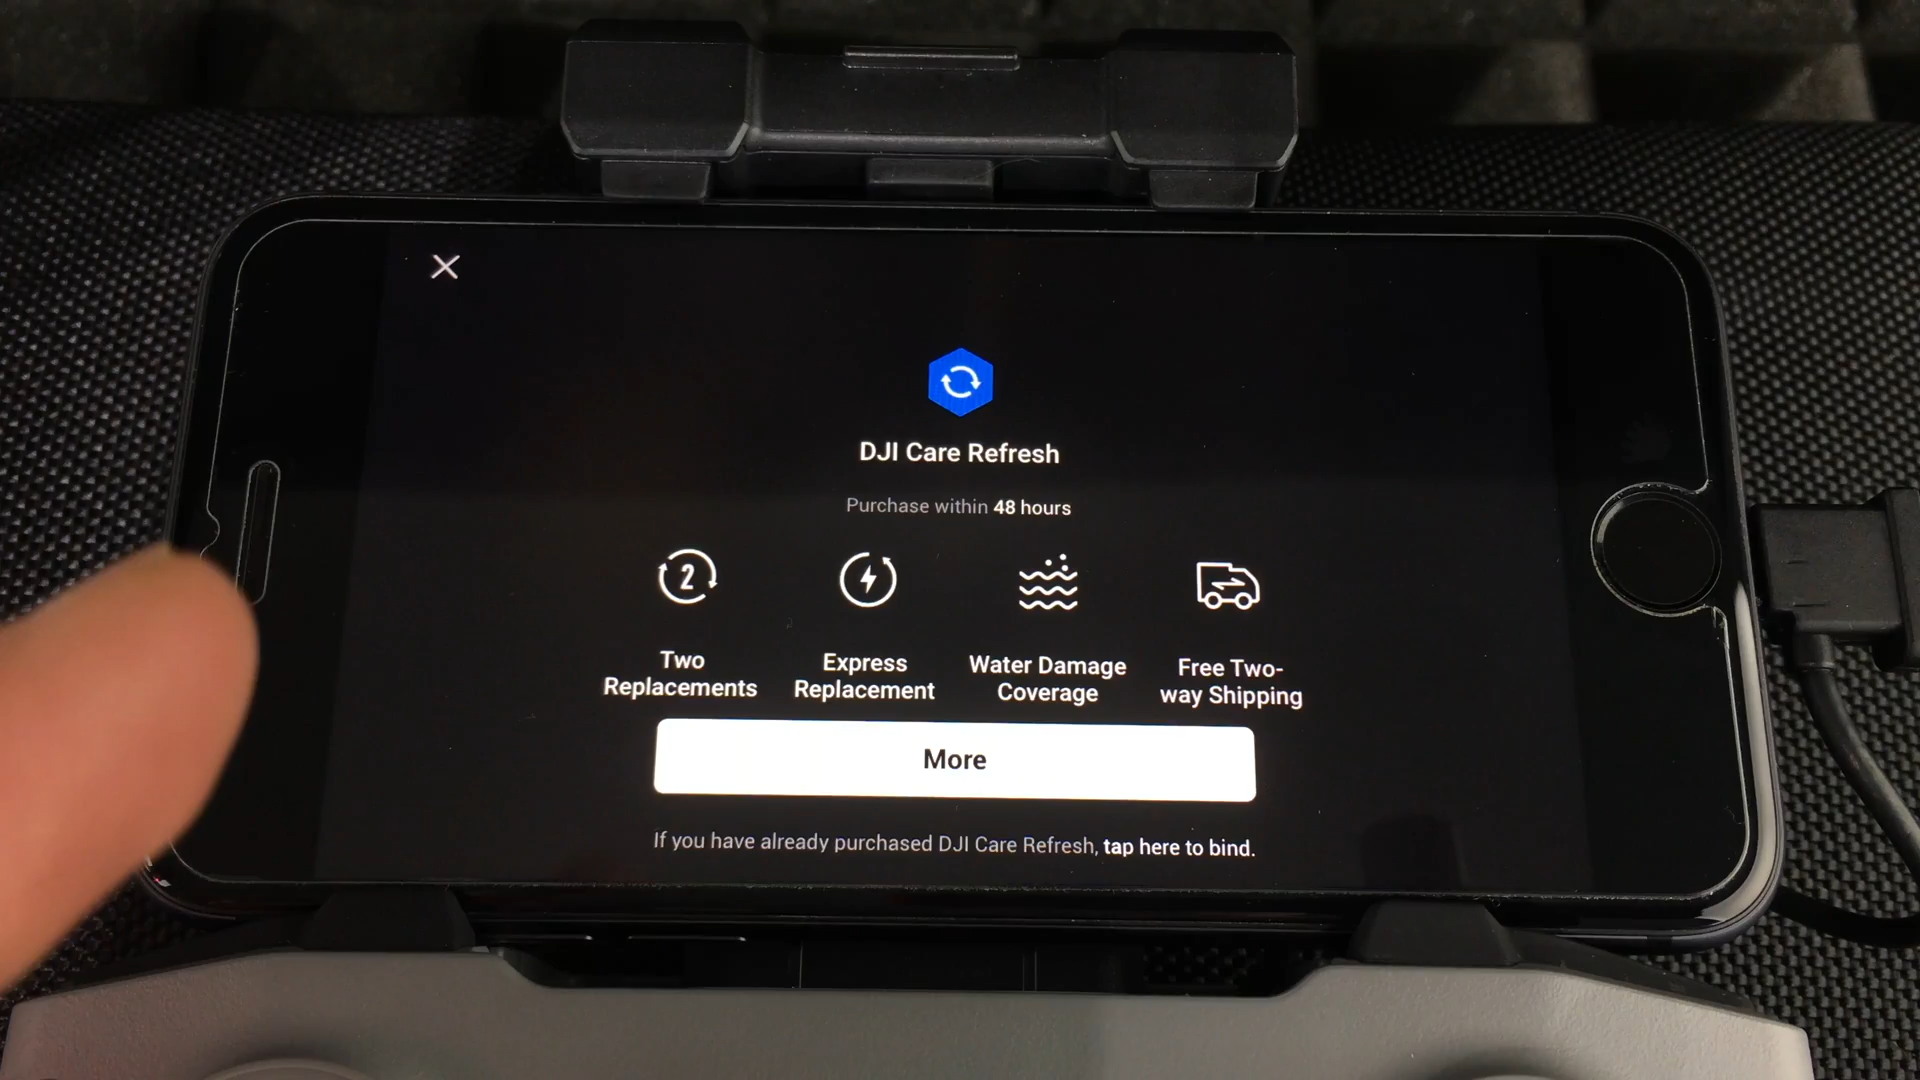 DJI Care Refresh
Purchase within 48 hours
2
Two
Replacements
Express
Replacement
Water Damage
Coverage
Free Two-
way Shipping
More
If you have already purchased DJI Care Refresh, tap here to bind.